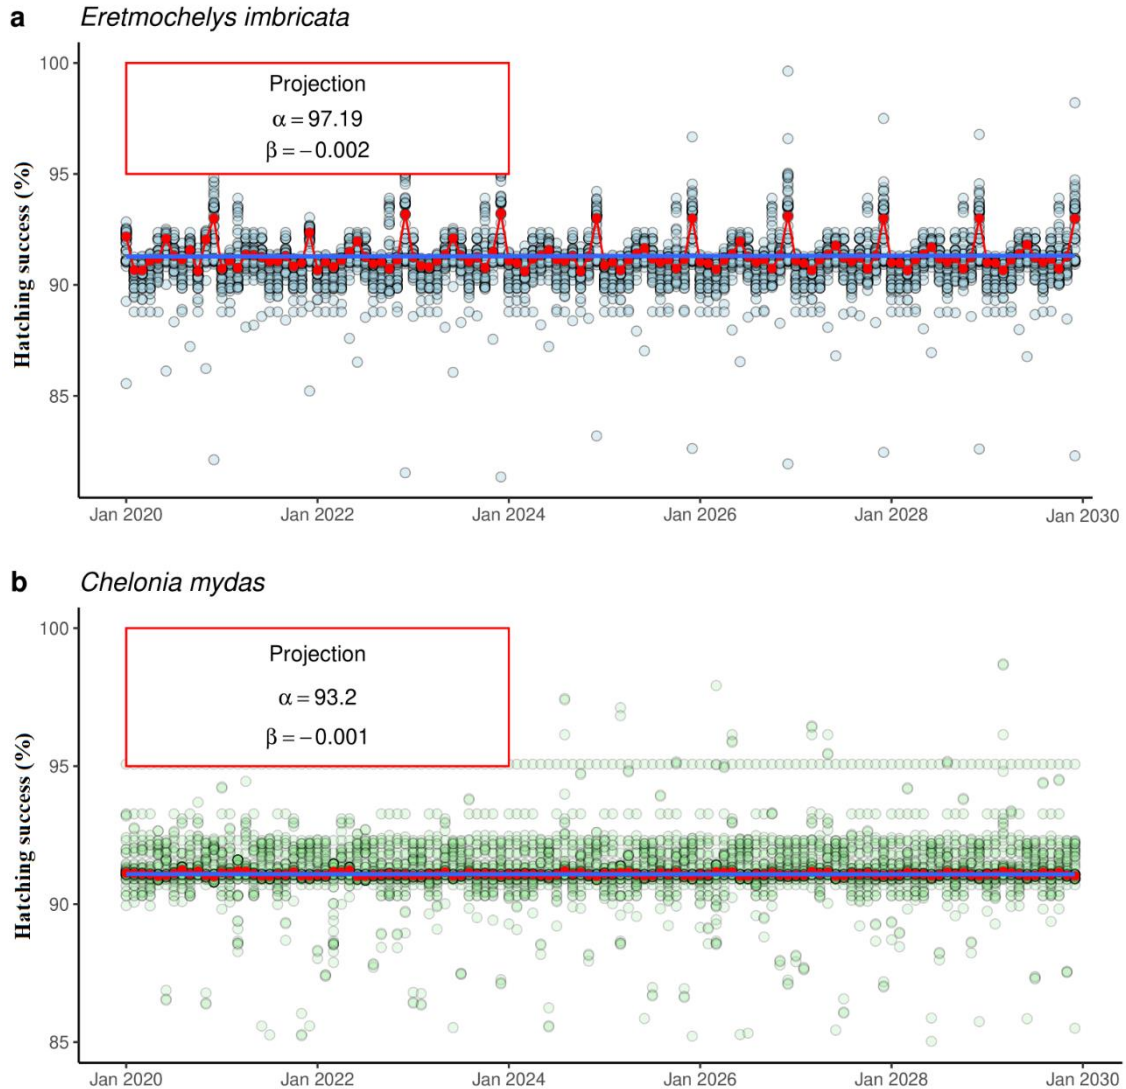 a
Eretmochelys imbricata
Hatching success (%)
100
95
90
85
Projection
α = 97.19
β = −0.002
Jan 2020
Jan 2022
Jan 2024
Jan 2026
Jan 2028
Jan 2030
b
Chelonia mydas
Hatching success (%)
100
95
90
85
Projection
α = 93.2
β = −0.001
Jan 2020
Jan 2022
Jan 2024
Jan 2026
Jan 2028
Jan 2030